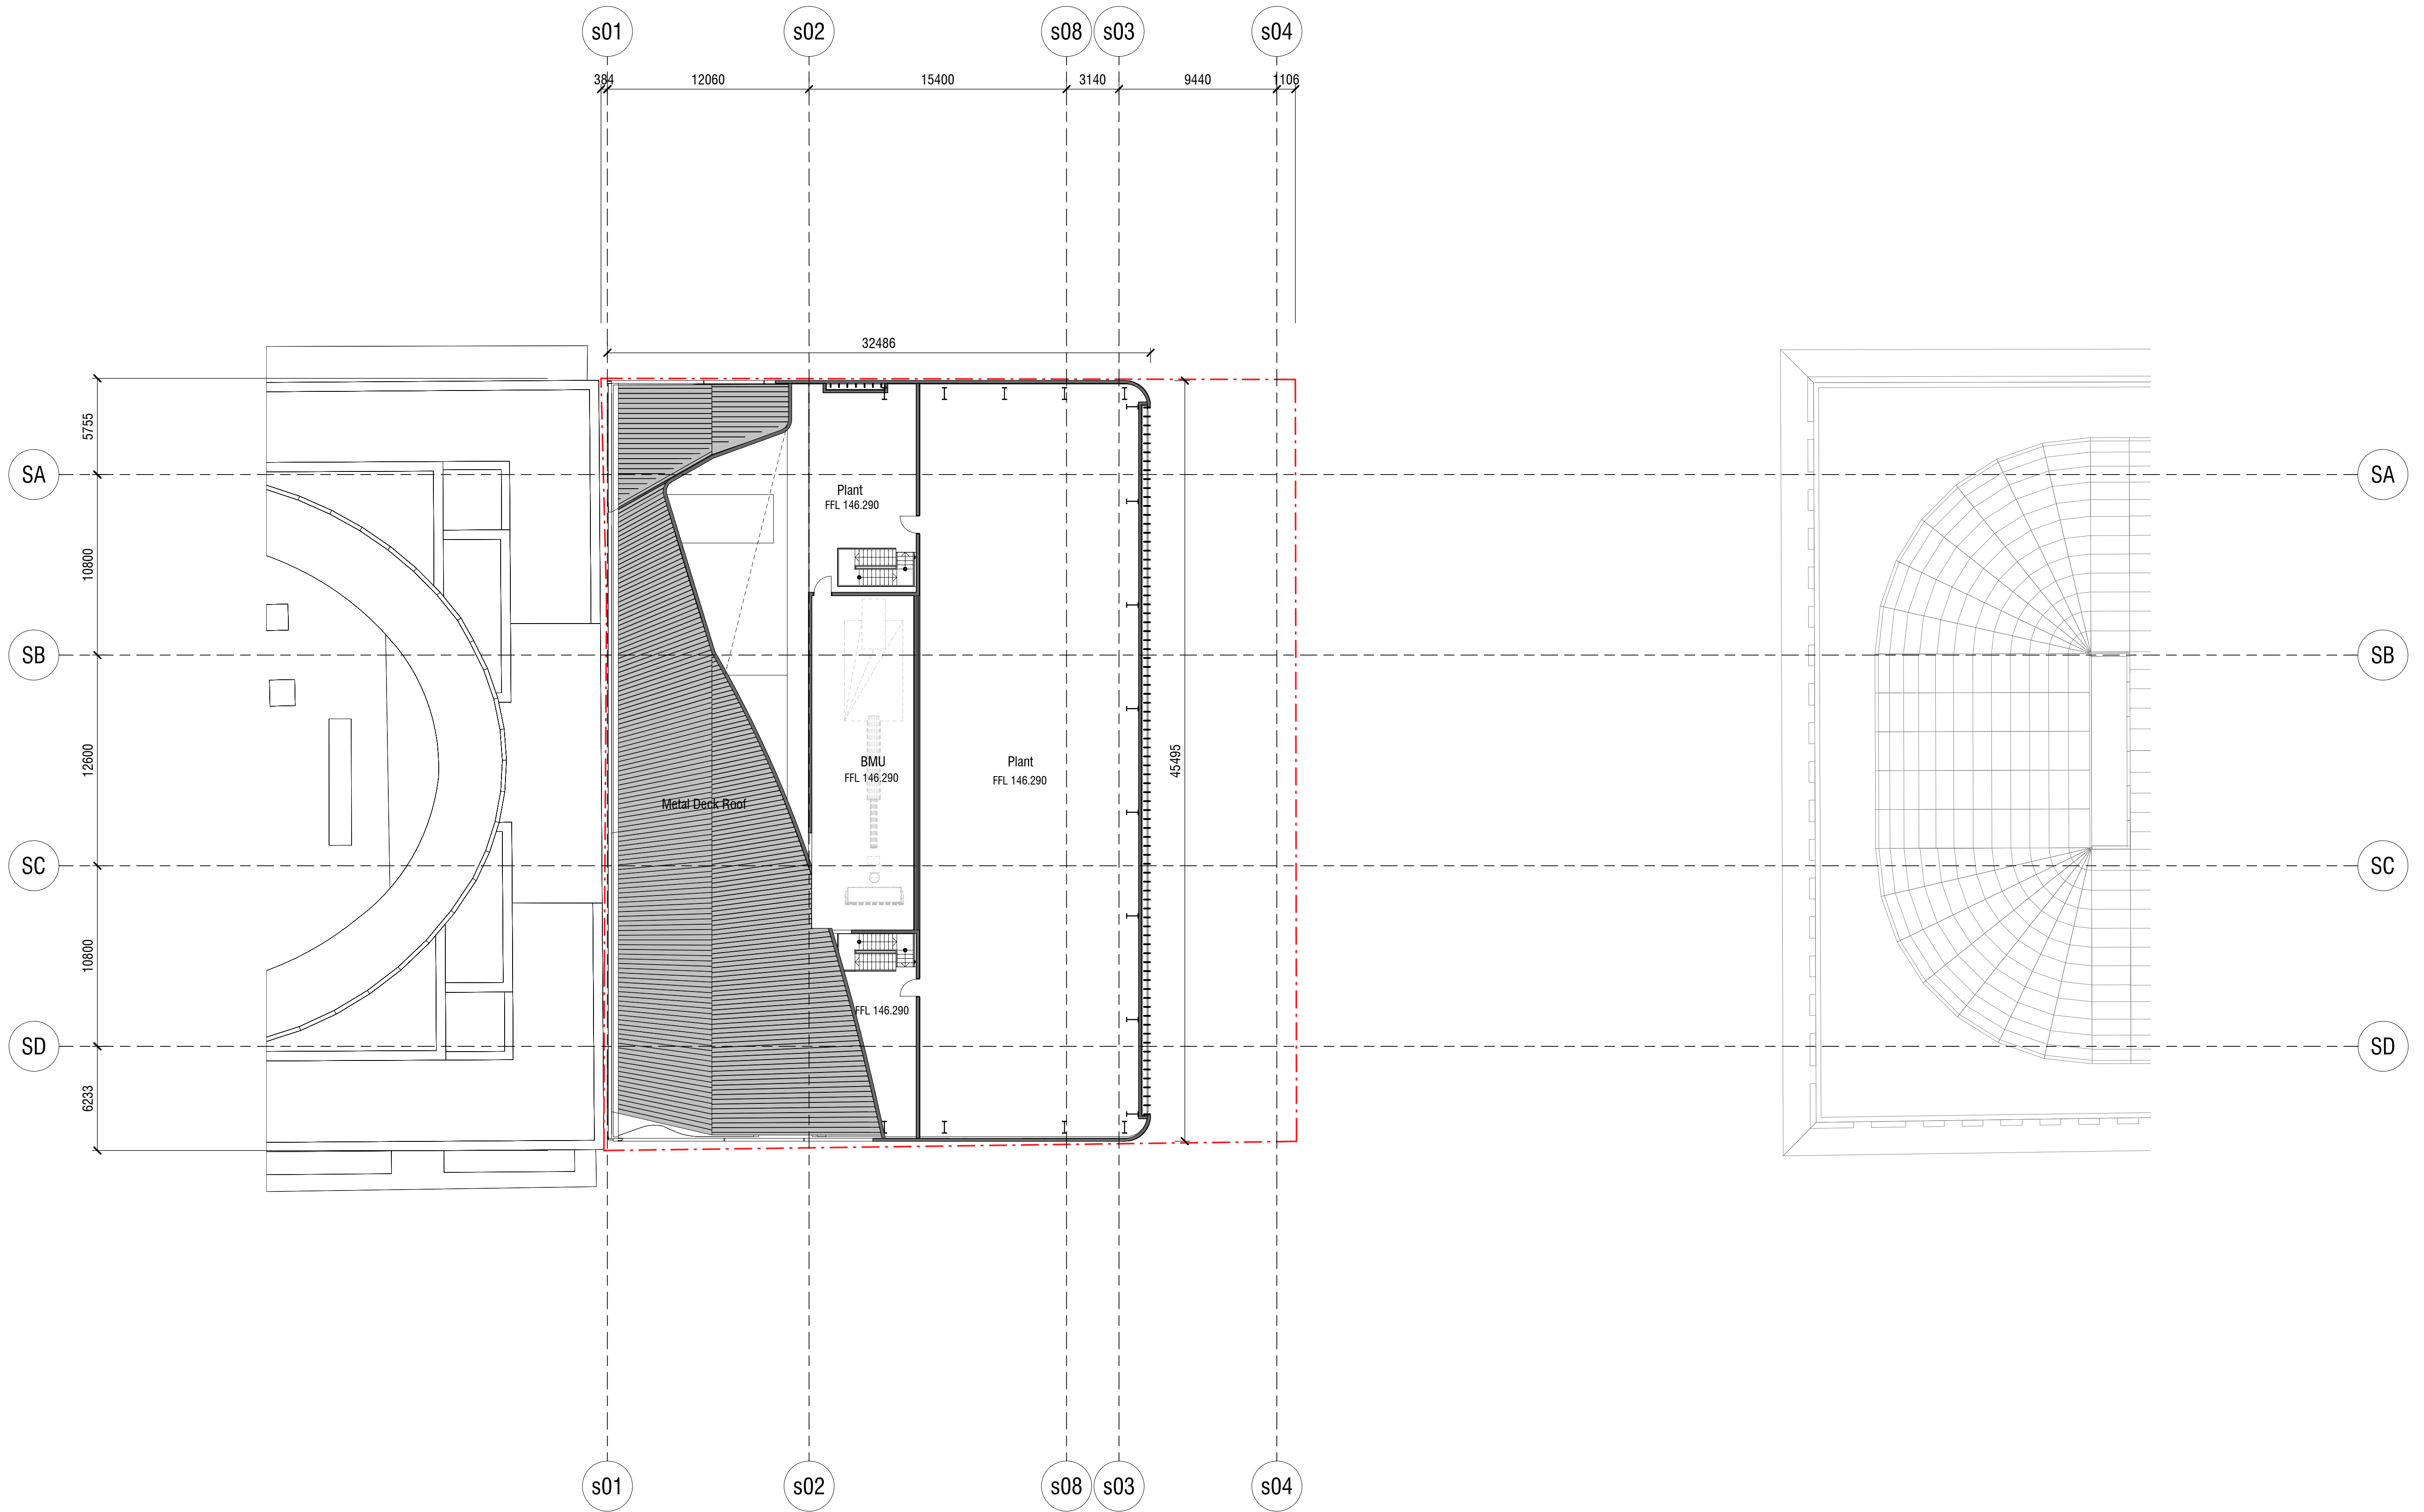 s01 s02 s08 s03 s04
384 12060 15400 3140 9440 1106
32486
5755
SA SA
Plant
FFL 146.290
10800
SB SB
12600
45495
BMU
FFL 146.290
Plant
FFL 146.290
Metal Deck Roof
SC SC
10800
FFL 146.290
SD SD
6233
s01 s02 s08 s03 s04